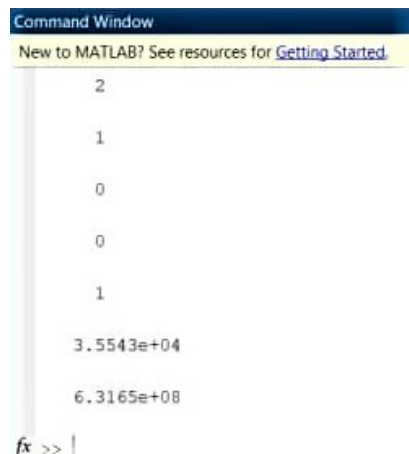 Command Window
New to MATLAB? See resources for Getting Started.
2
1
0
0
1
3.5543e+04
6.3165e+08
fx >>